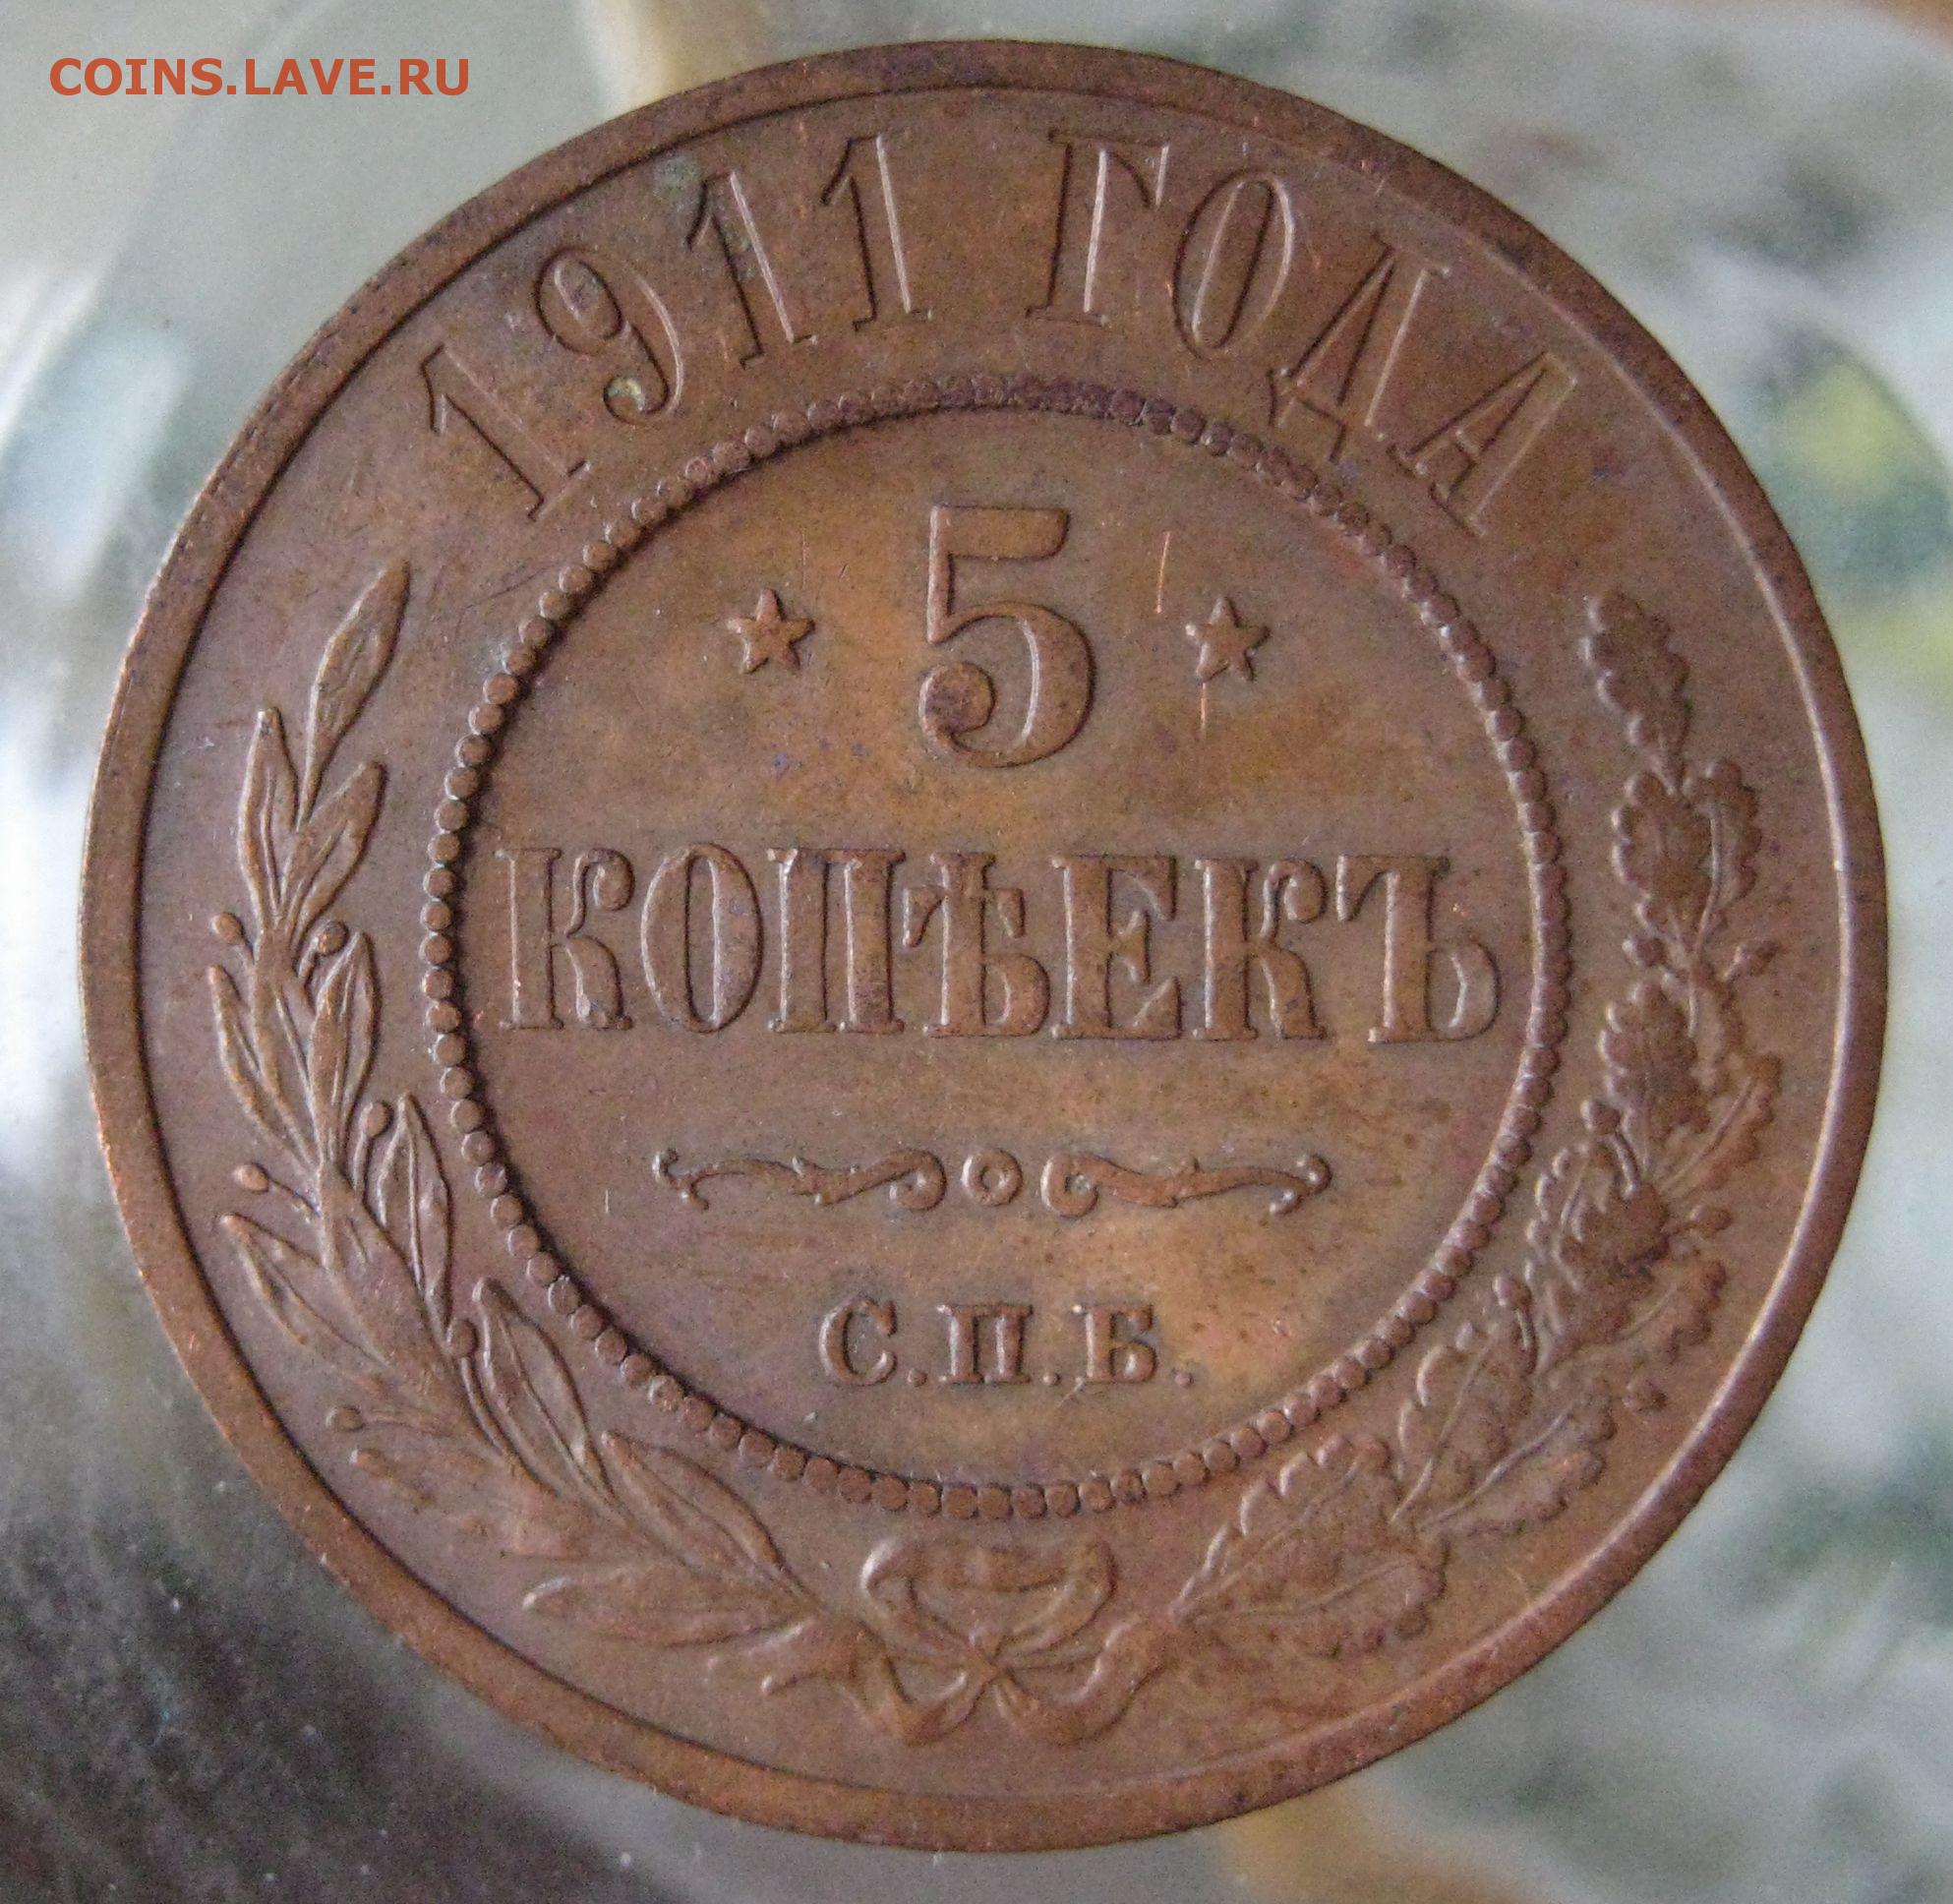 COINS.LAVE.RU
1911 ГОДА
5
КОПѢЕКЪ
С.П.Б.